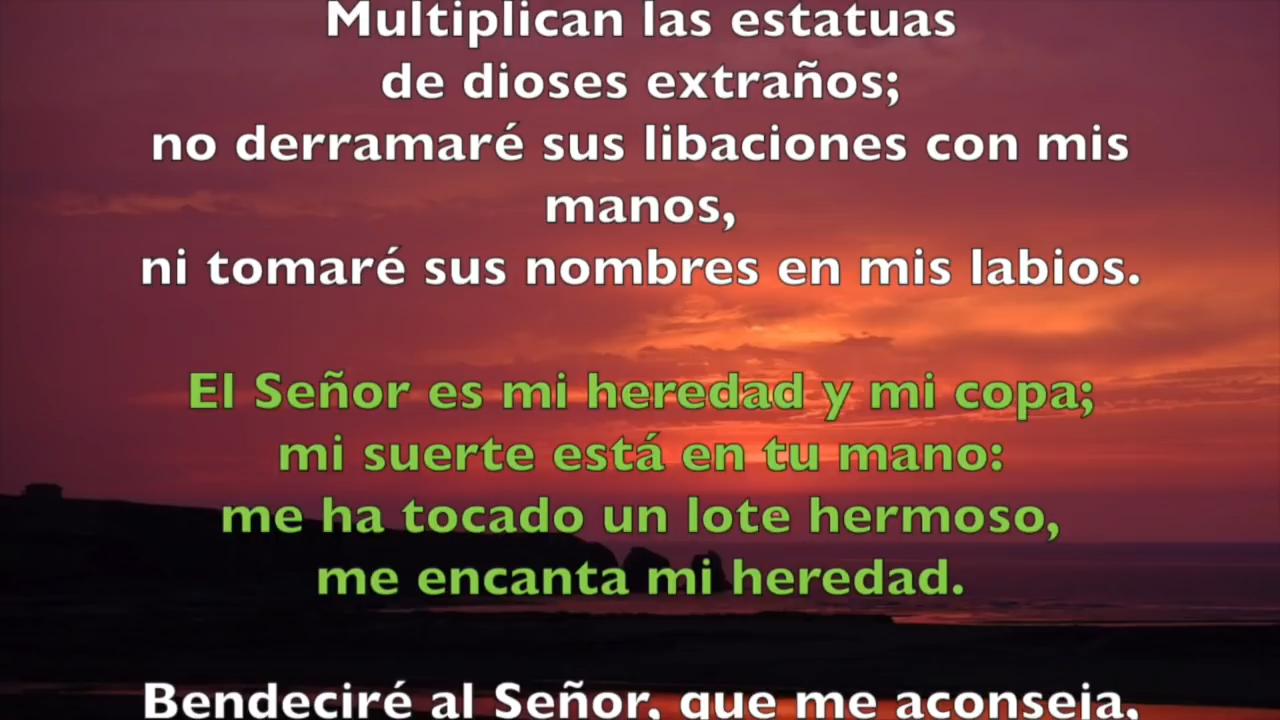 Multiplican las estatuas
de dioses extraños;
no derramaré sus libaciones con mis
manos,
ni tomaré sus nombres en mis labios.
El Señor es mi heredad y mi copa;
mi suerte está en tu mano:
me ha tocado un lote hermoso,
me encanta mi heredad.
Bendeciré al Señor, que me aconseja,